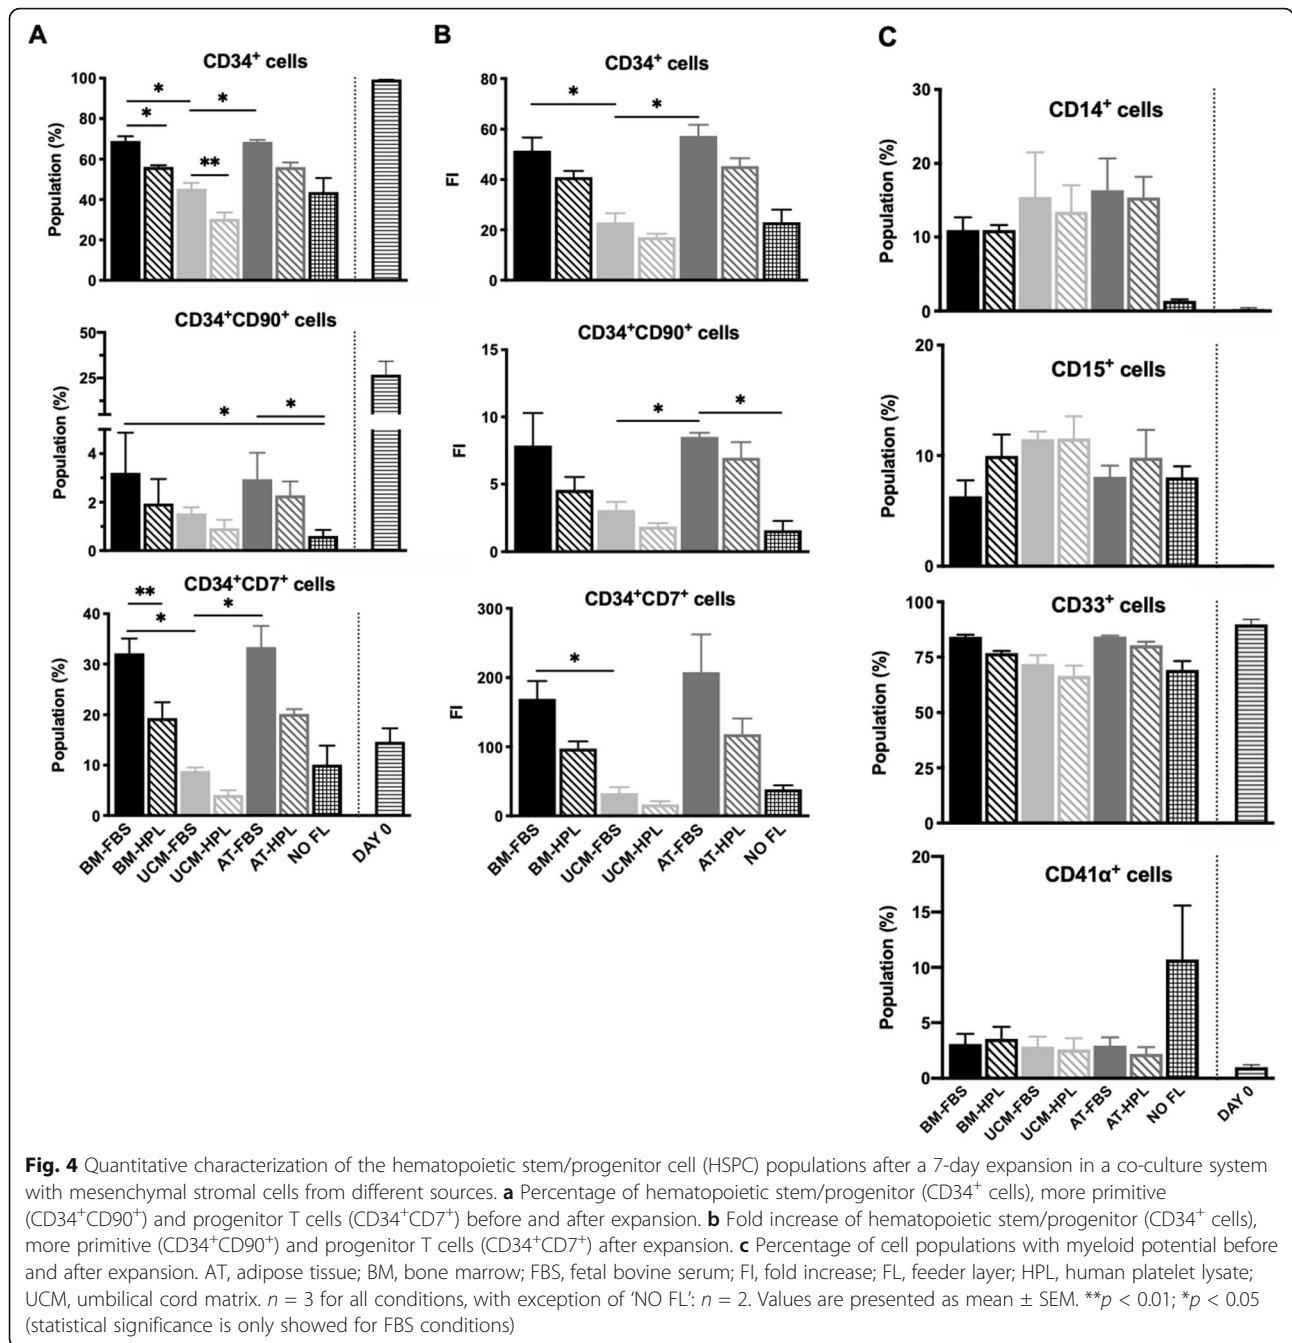 A
CD34+ cells
Population (%)
100
80
60
40
20
0
* * * **
CD34+CD90+ cells
Population (%)
50
25
4
2
0
* *
CD34+CD7+ cells
Population (%)
40
30
20
10
0
** * *
BM-FBS
BM-HPL
UCM-FBS
UCM-HPL
AT-FBS
AT-HPL
NO FL
DAY 0
B
CD34+ cells
FI
80
60
40
20
0
* *
CD34+CD90+ cells
FI
15
10
5
0
* *
CD34+CD7+ cells
FI
300
200
100
0
*
BM-FBS
BM-HPL
UCM-FBS
UCM-HPL
AT-FBS
AT-HPL
NO FL
C
CD14+ cells
Population (%)
30
20
10
0
CD15+ cells
Population (%)
20
10
0
CD33+ cells
Population (%)
100
75
50
25
0
CD41α+ cells
Population (%)
20
15
10
5
0
BM-FBS
BM-HPL
UCM-FBS
UCM-HPL
AT-FBS
AT-HPL
NO FL
DAY 0
Fig. 4 Quantitative characterization of the hematopoietic stem/progenitor cell (HSPC) populations after a 7-day expansion in a co-culture system
with mesenchymal stromal cells from different sources. a Percentage of hematopoietic stem/progenitor (CD34+ cells), more primitive
(CD34+CD90+) and progenitor T cells (CD34+CD7+) before and after expansion. b Fold increase of hematopoietic stem/progenitor (CD34+ cells),
more primitive (CD34+CD90+) and progenitor T cells (CD34+CD7+) after expansion. c Percentage of cell populations with myeloid potential before
and after expansion. AT, adipose tissue; BM, bone marrow; FBS, fetal bovine serum; FI, fold increase; FL, feeder layer; HPL, human platelet lysate;
UCM, umbilical cord matrix. n = 3 for all conditions, with exception of ‘NO FL’: n = 2. Values are presented as mean ± SEM. **p < 0.01; *p < 0.05
(statistical significance is only showed for FBS conditions)